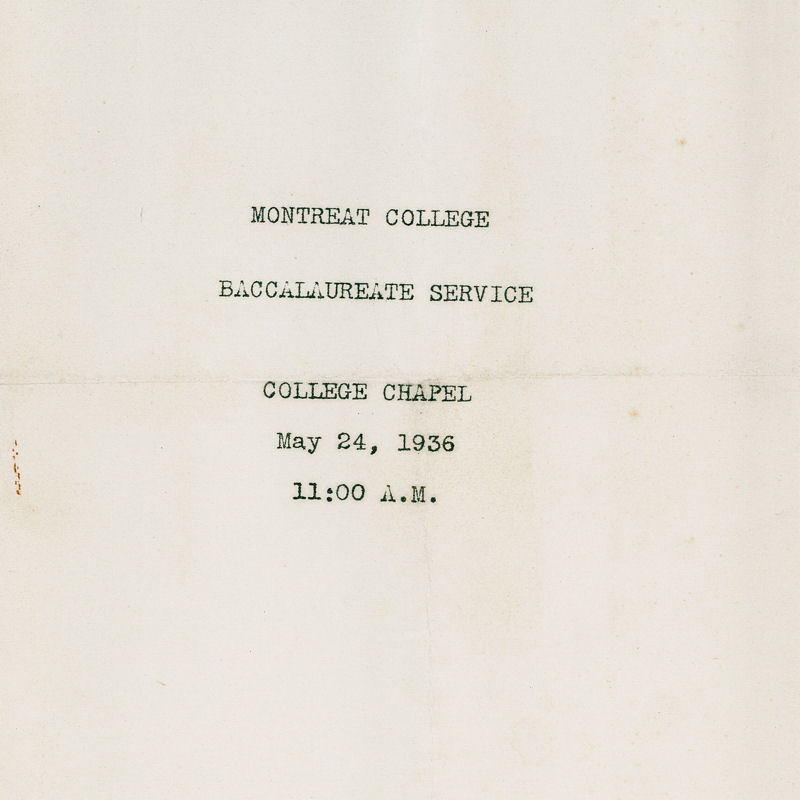 MONTREAT COLLEGE
BACCALAUREATE SERVICE
COLLEGE CHAPEL
May 24, 1936
11:00 A.M.